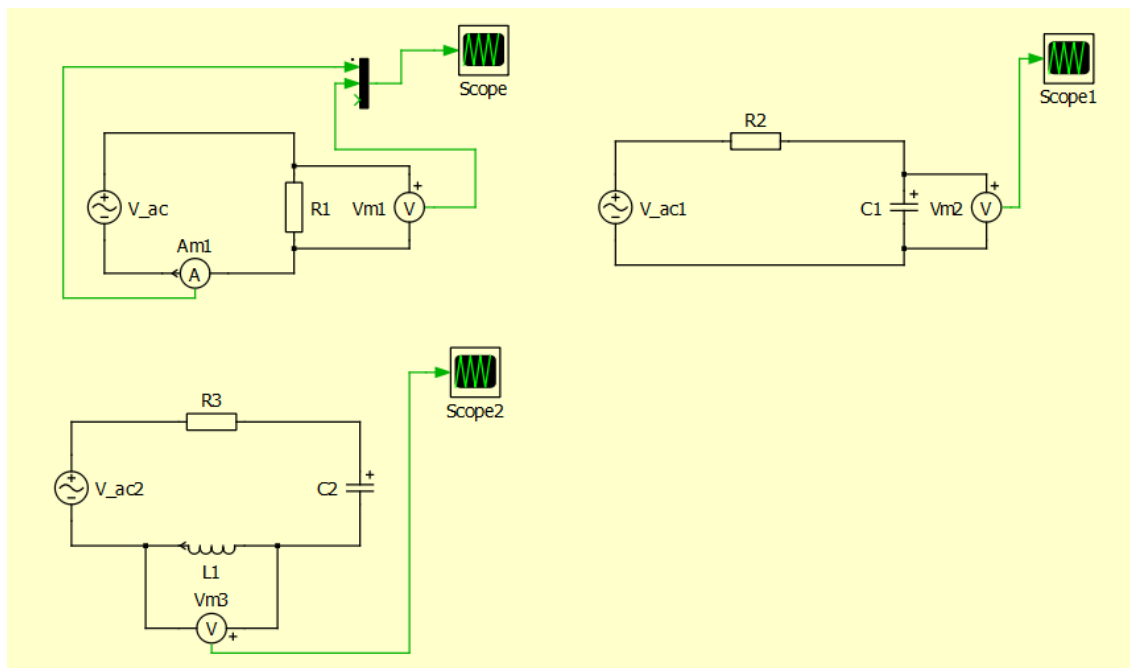 Scope
V_ac
R1
Vm1
+
V
Am1
A
Scope1
R2
V_ac1
C1
+
Vm2
+
V
Scope2
R3
V_ac2
C2
+
L1
Vm3
V
+